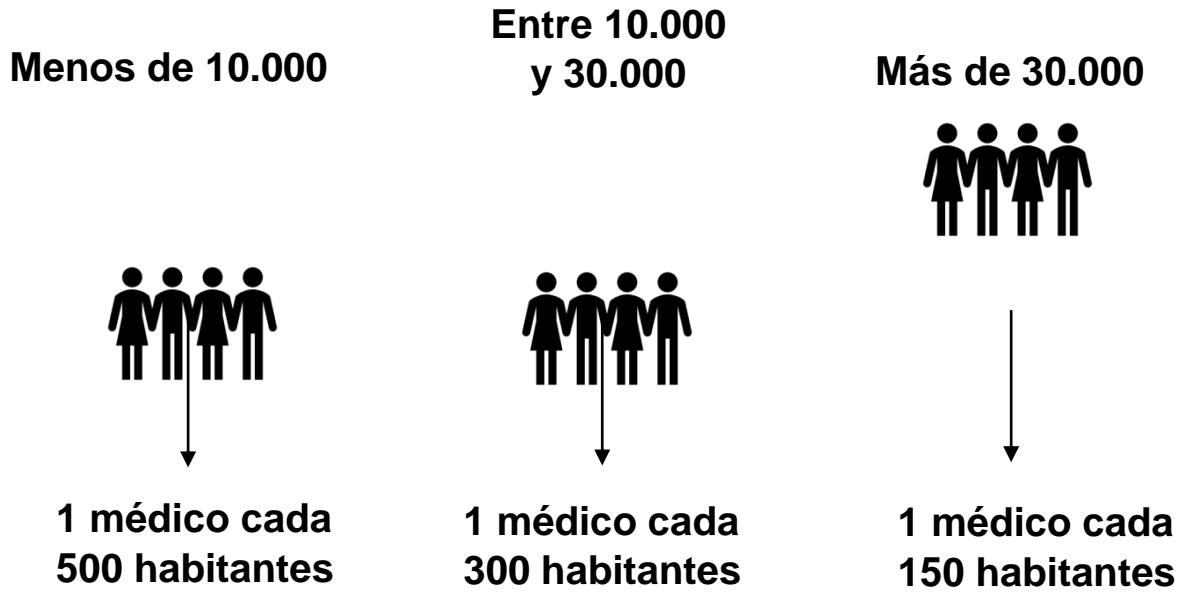 Menos de 10.000
Entre 10.000
y 30.000
Más de 30.000
1 médico cada
500 habitantes
1 médico cada
300 habitantes
1 médico cada
150 habitantes